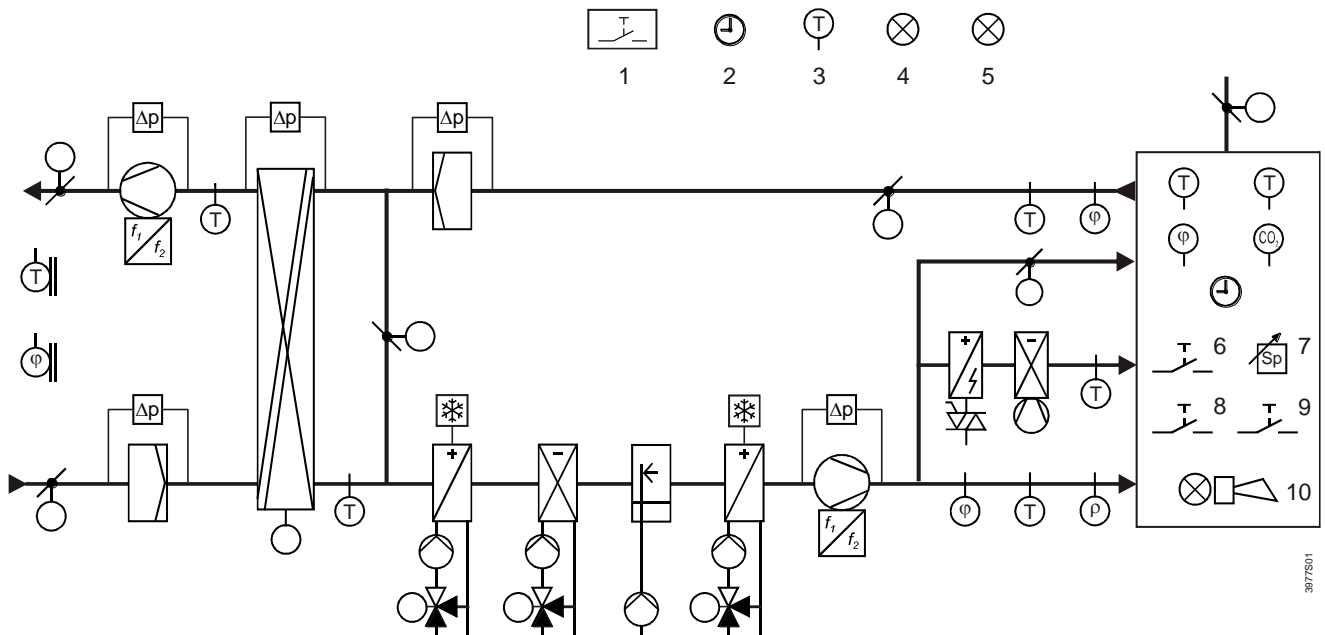 T
1 2 3 4 5
Δp Δp Δp
T T φ
f₁ f₂
T T
φ CO₂
T
φ
+ -
6 Sp 7
T
8 9
Δp Δp
+ - + φ T ρ
10
T
f₁ f₂
3977S01